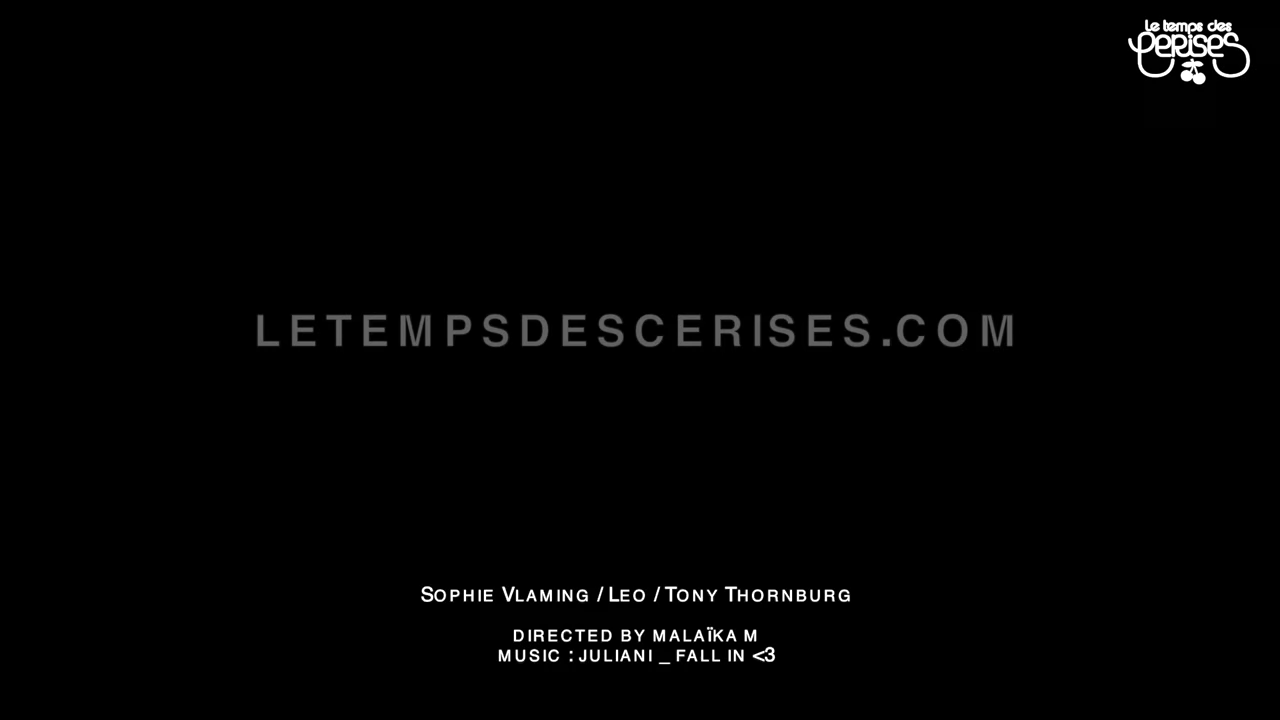 Le temps des
CERISES
LETEMPSDESCERISES.COM
SOPHIE VLAMING / LEO / TONY THORNBURG
DIRECTED BY MALAÏKA M
MUSIC : JULIANI _ FALL IN <3